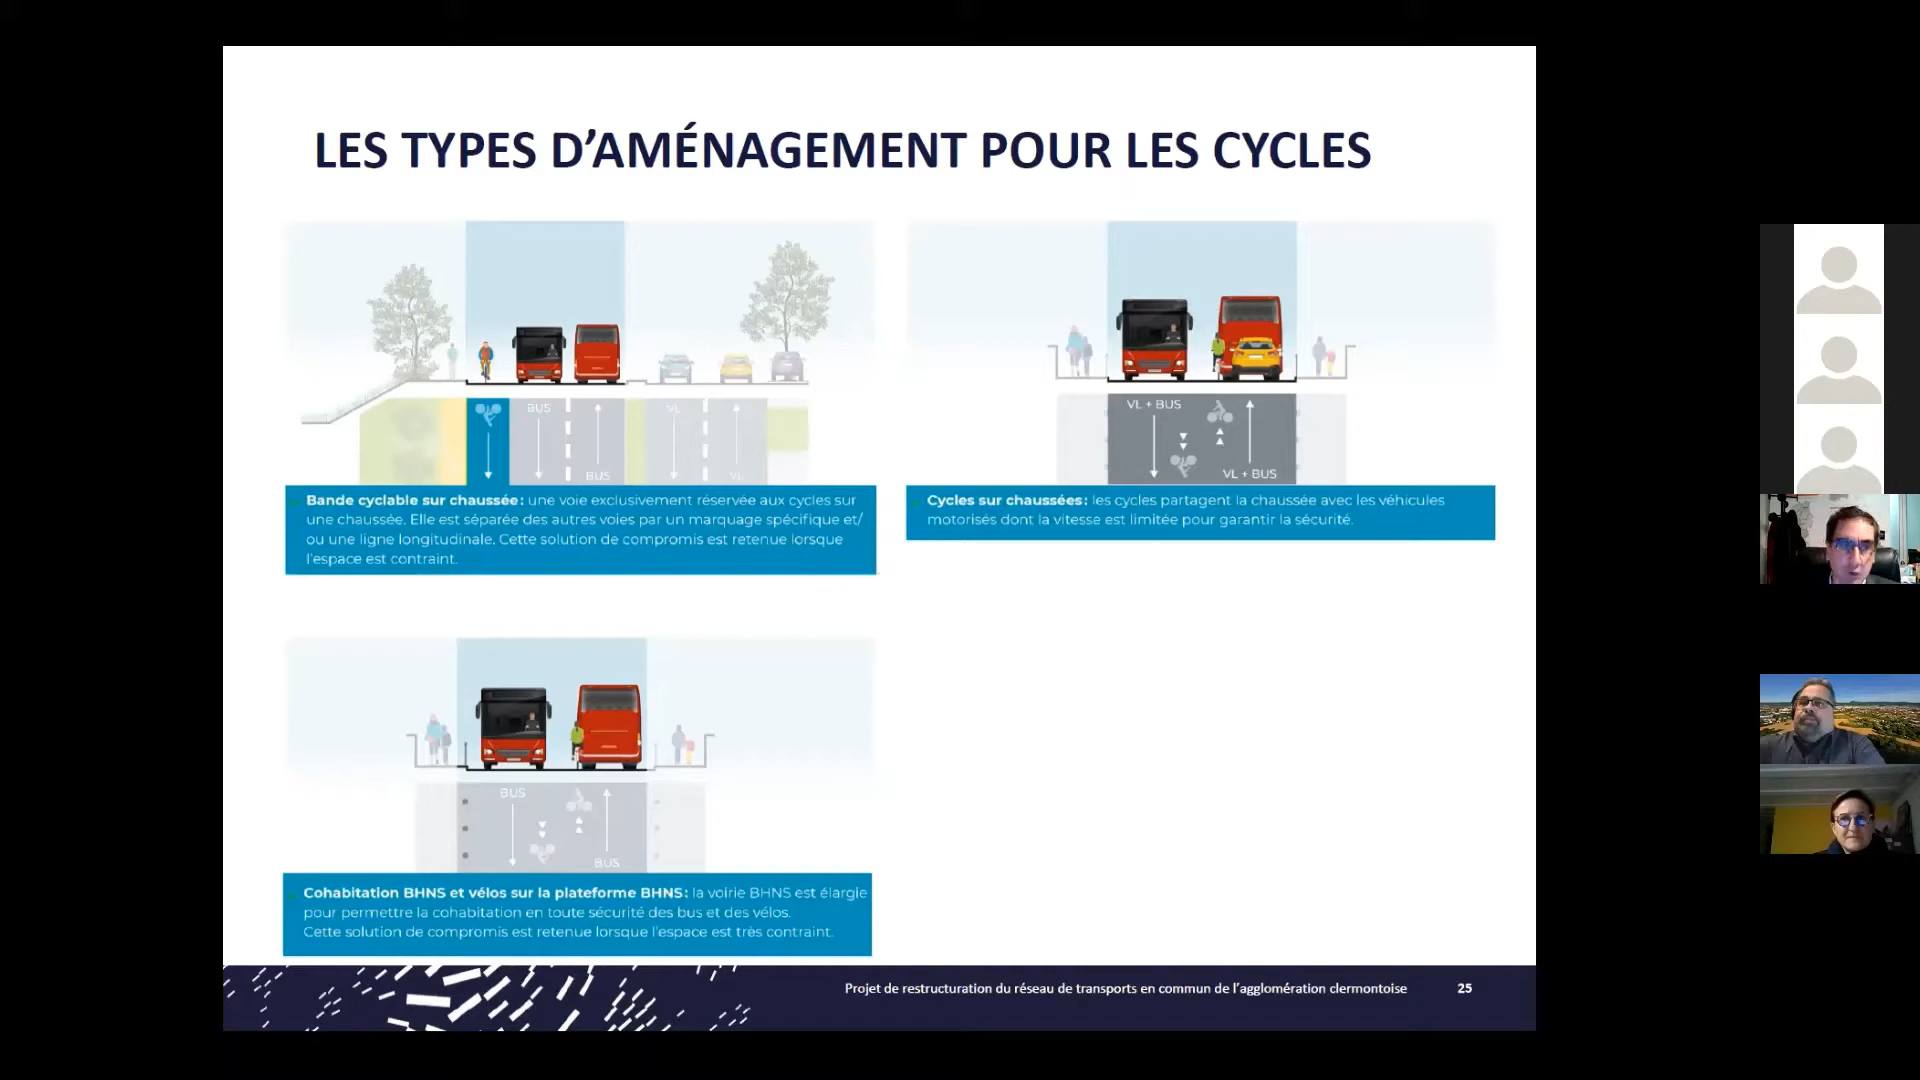 LES TYPES D’AMÉNAGEMENT POUR LES CYCLES
BUS
BUS
VL
VL
Bande cyclable sur chaussée : une voie exclusivement réservée aux cycles sur
une chaussée. Elle est séparée des autres voies par un marquage spécifique et/
ou une ligne longitudinale. Cette solution de compromis est retenue lorsque
l'espace est contraint.
VL + BUS
VL + BUS
Cycles sur chaussées : les cycles partagent la chaussée avec les véhicules
motorisés dont la vitesse est limitée pour garantir la sécurité.
BUS
BUS
Cohabitation BHNS et vélos sur la plateforme BHNS : la voirie BHNS est élargie
pour permettre la cohabitation en toute sécurité des bus et des vélos.
Cette solution de compromis est retenue lorsque l'espace est très contraint.
Projet de restructuration du réseau de transports en commun de l’agglomération clermontoise 25